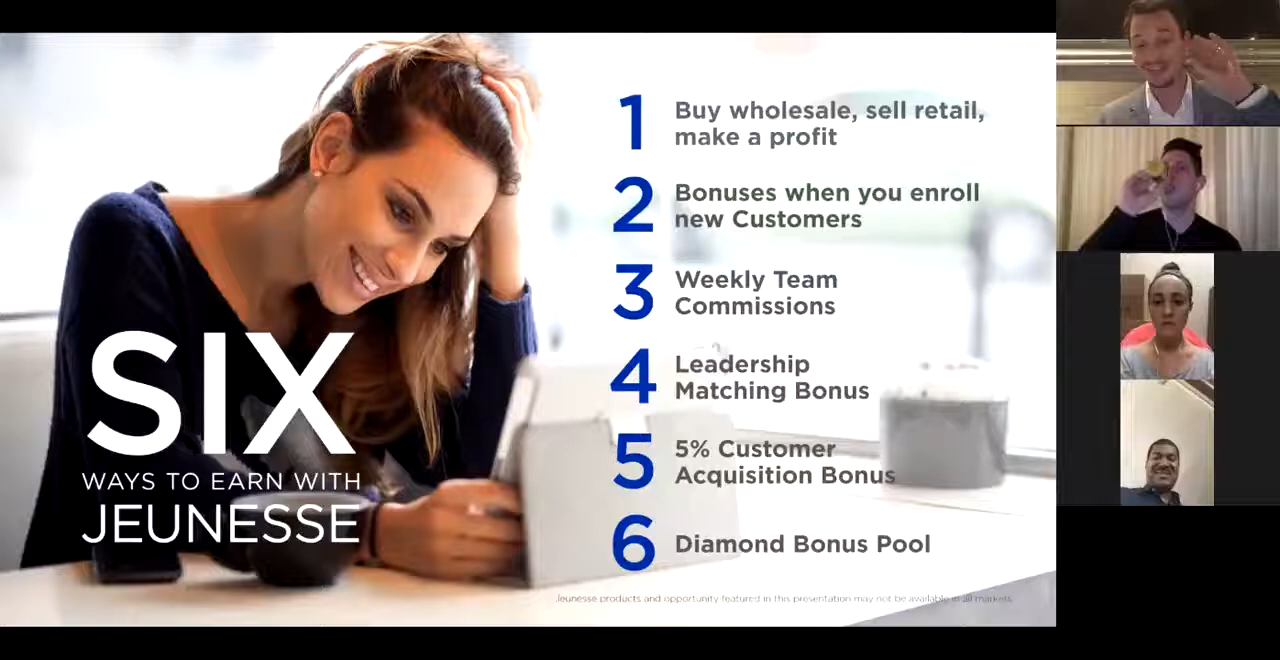 SIX
WAYS TO EARN WITH
JEUNESSE
1 Buy wholesale, sell retail,
make a profit
2 Bonuses when you enroll
new Customers
3 Weekly Team
Commissions
4 Leadership
Matching Bonus
5 5% Customer
Acquisition Bonus
6 Diamond Bonus Pool
Jeunesse products and opportunity featured in this presentation may not be available in all markets.